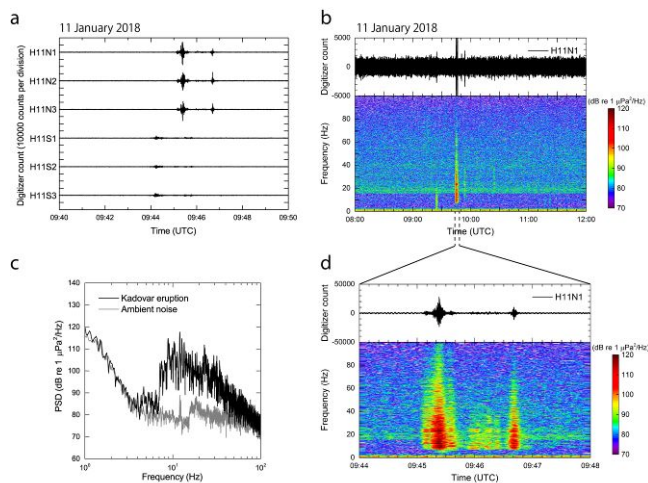 a
11 January 2018
Digitizer count (10000 counts per division)
H11N1
H11N2
H11N3
H11S1
H11S2
H11S3
09:40 09:42 09:44 09:46 09:48 09:50
Time (UTC)
b
11 January 2018
Digitizer count
5000
0
-5000
H11N1
Frequency (Hz)
80
60
40
20
0
08:00 09:00 10:00 11:00 12:00
Time (UTC)
(dB re 1 μPa²/Hz)
120
110
100
90
80
70
c
PSD (dB re 1 μPa²/Hz)
140
130
120
110
100
90
80
70
60
Kadovar eruption
Ambient noise
10⁰ 10¹ 10²
Frequency (Hz)
d
Digitizer count
50000
0
-50000
H11N1
Frequency (Hz)
80
60
40
20
0
09:44 09:45 09:46 09:47 09:48
Time (UTC)
(dB re 1 μPa²/Hz)
120
110
100
90
80
70